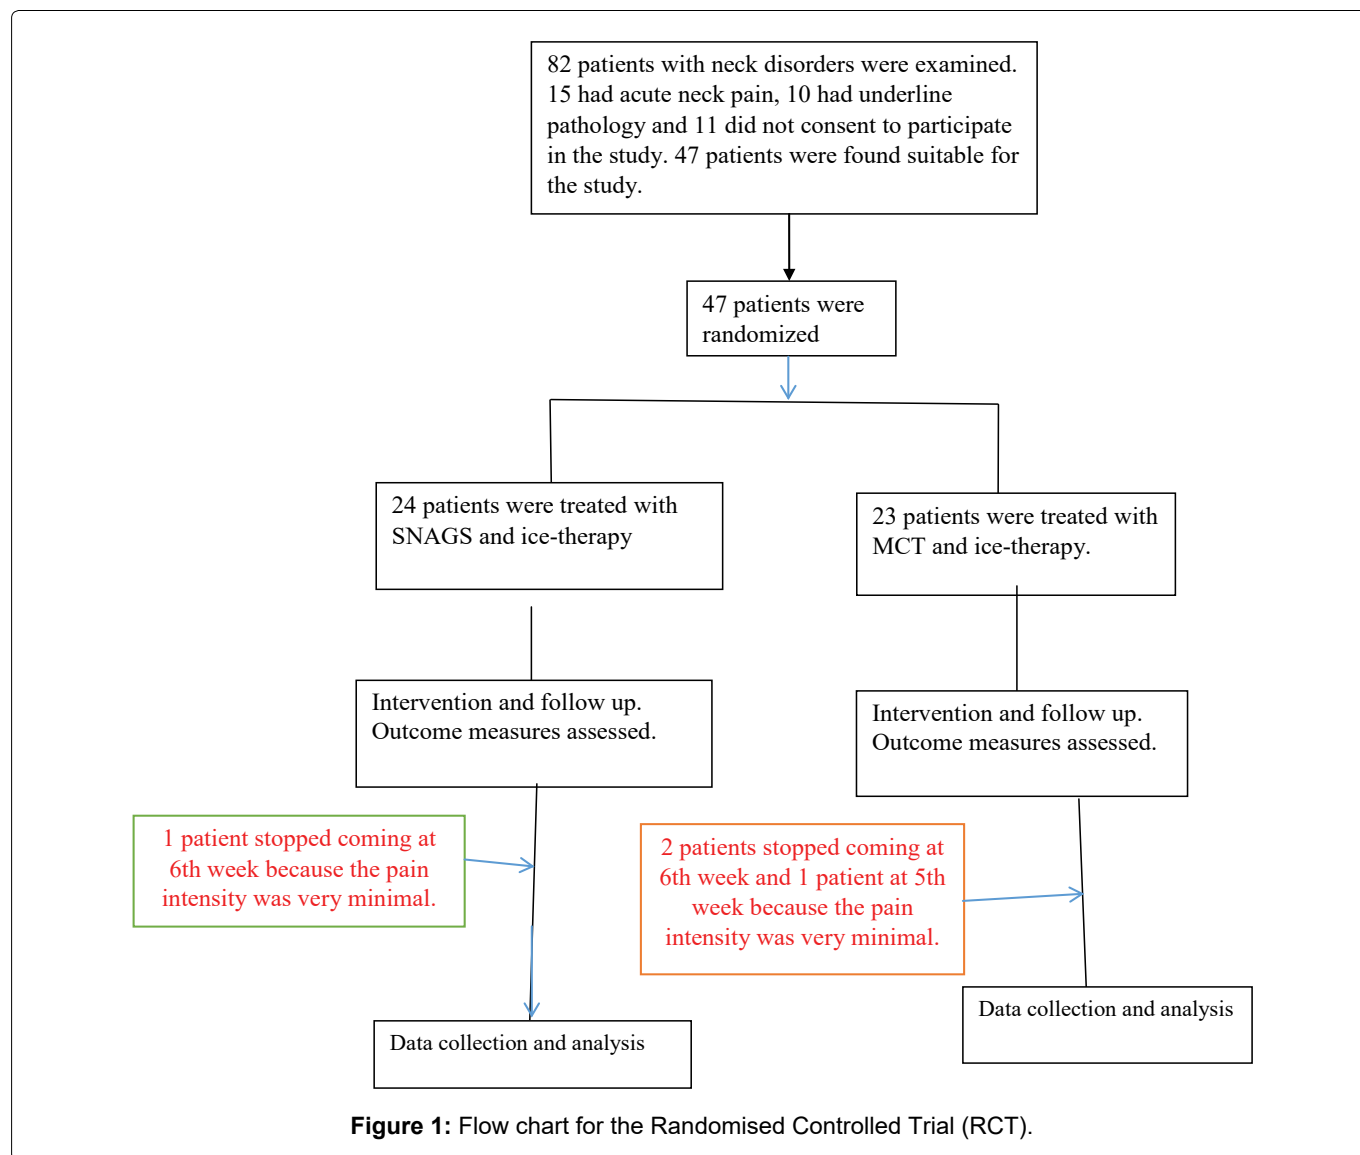 82 patients with neck disorders were examined.
15 had acute neck pain, 10 had underline
pathology and 11 did not consent to participate
in the study. 47 patients were found suitable for
the study.
47 patients were
randomized
24 patients were treated with
SNAGS and ice-therapy
23 patients were treated with
MCT and ice-therapy.
Intervention and follow up.
Outcome measures assessed.
Intervention and follow up.
Outcome measures assessed.
1 patient stopped coming at
6th week because the pain
intensity was very minimal.
2 patients stopped coming at
6th week and 1 patient at 5th
week because the pain
intensity was very minimal.
Data collection and analysis
Data collection and analysis
Figure 1: Flow chart for the Randomised Controlled Trial (RCT).